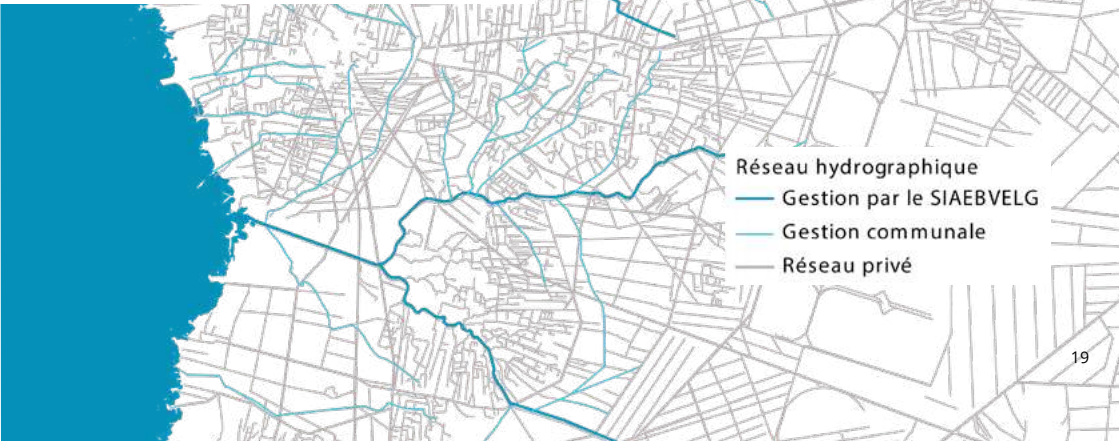 Réseau hydrographique
Gestion par le SIAEBVELG
Gestion communale
Réseau privé
19